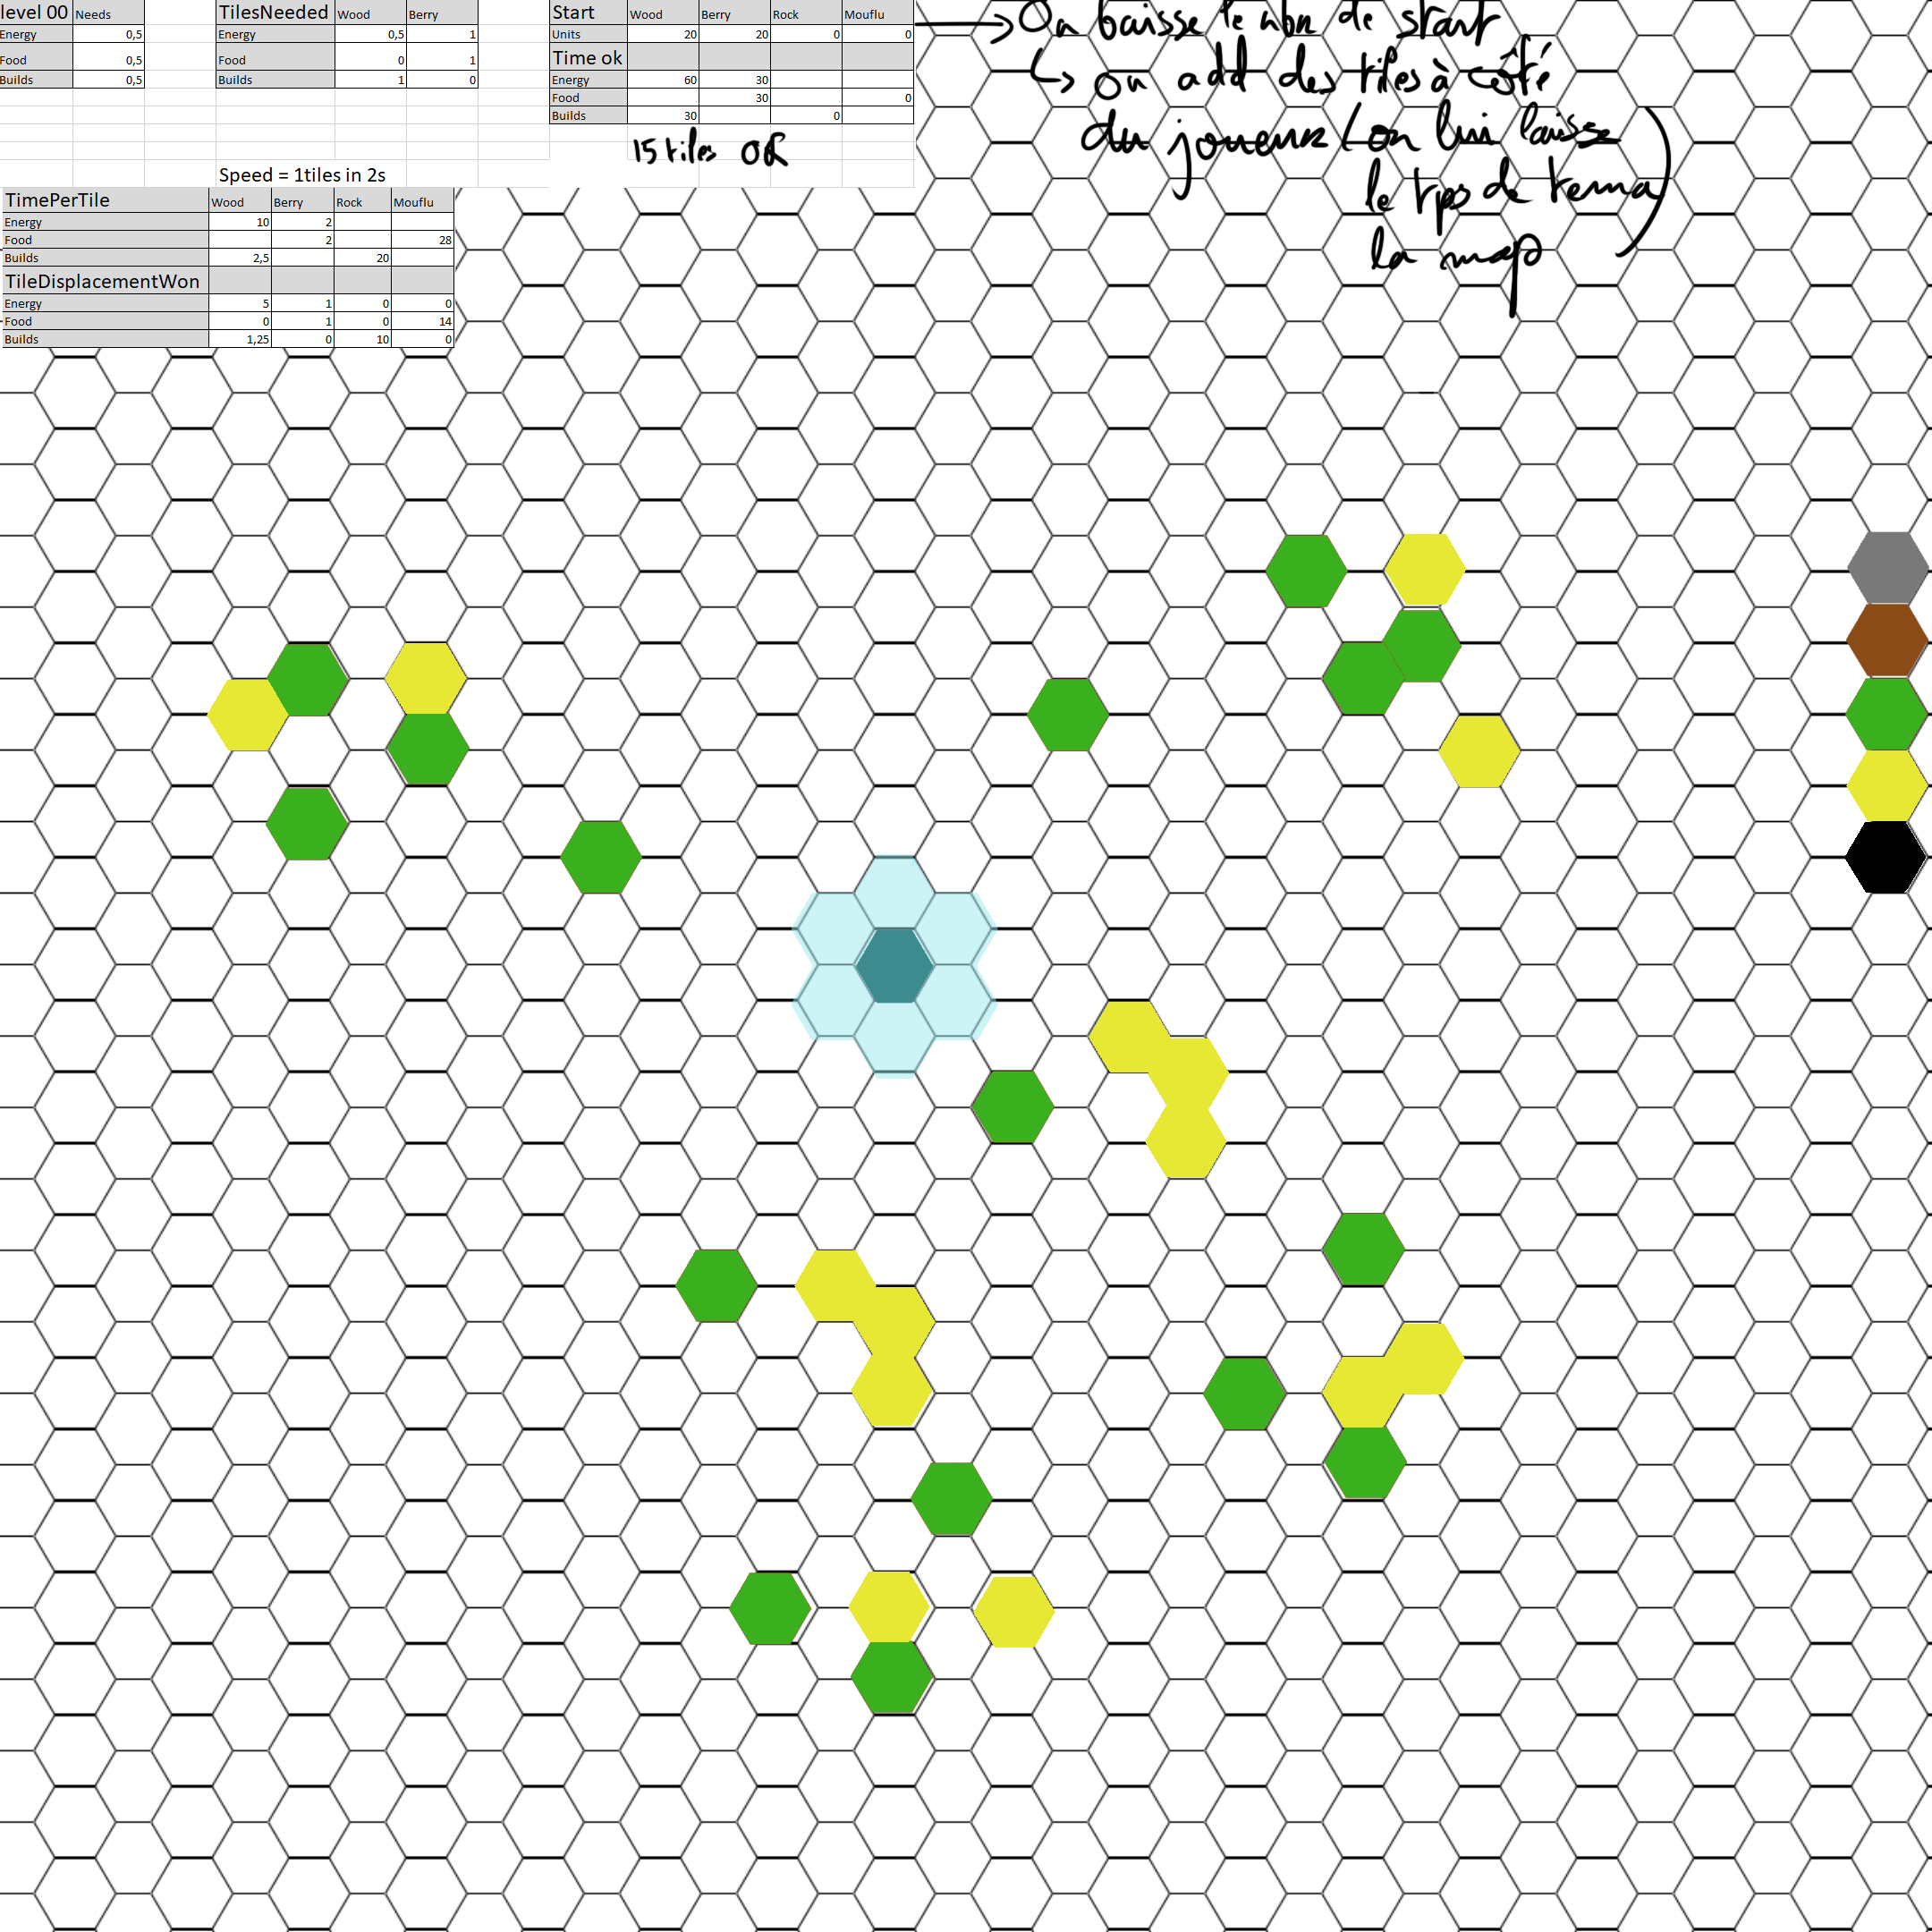 level 00 Needs
Energy 0,5
Food 0,5
Builds 0,5
TilesNeeded Wood Berry
Energy 0,5 1
Food 0 1
Builds 1 0
Start Wood Berry Rock Mouflu
Units 20 20 0 0
Time ok
Energy 60 30
Food 30 0
Builds 30 0
15 tiles OK
On baisse le nbr de start
on add des tiles à côté
du joueur (on lui laisse
le tps de tema)
la map
Speed = 1tiles in 2s
TimePerTile Wood Berry Rock Mouflu
Energy 10 2
Food 2 28
Builds 2,5 20
TileDisplacementWon
Energy 5 1 0 0
Food 0 1 0 14
Builds 1,25 0 10 0